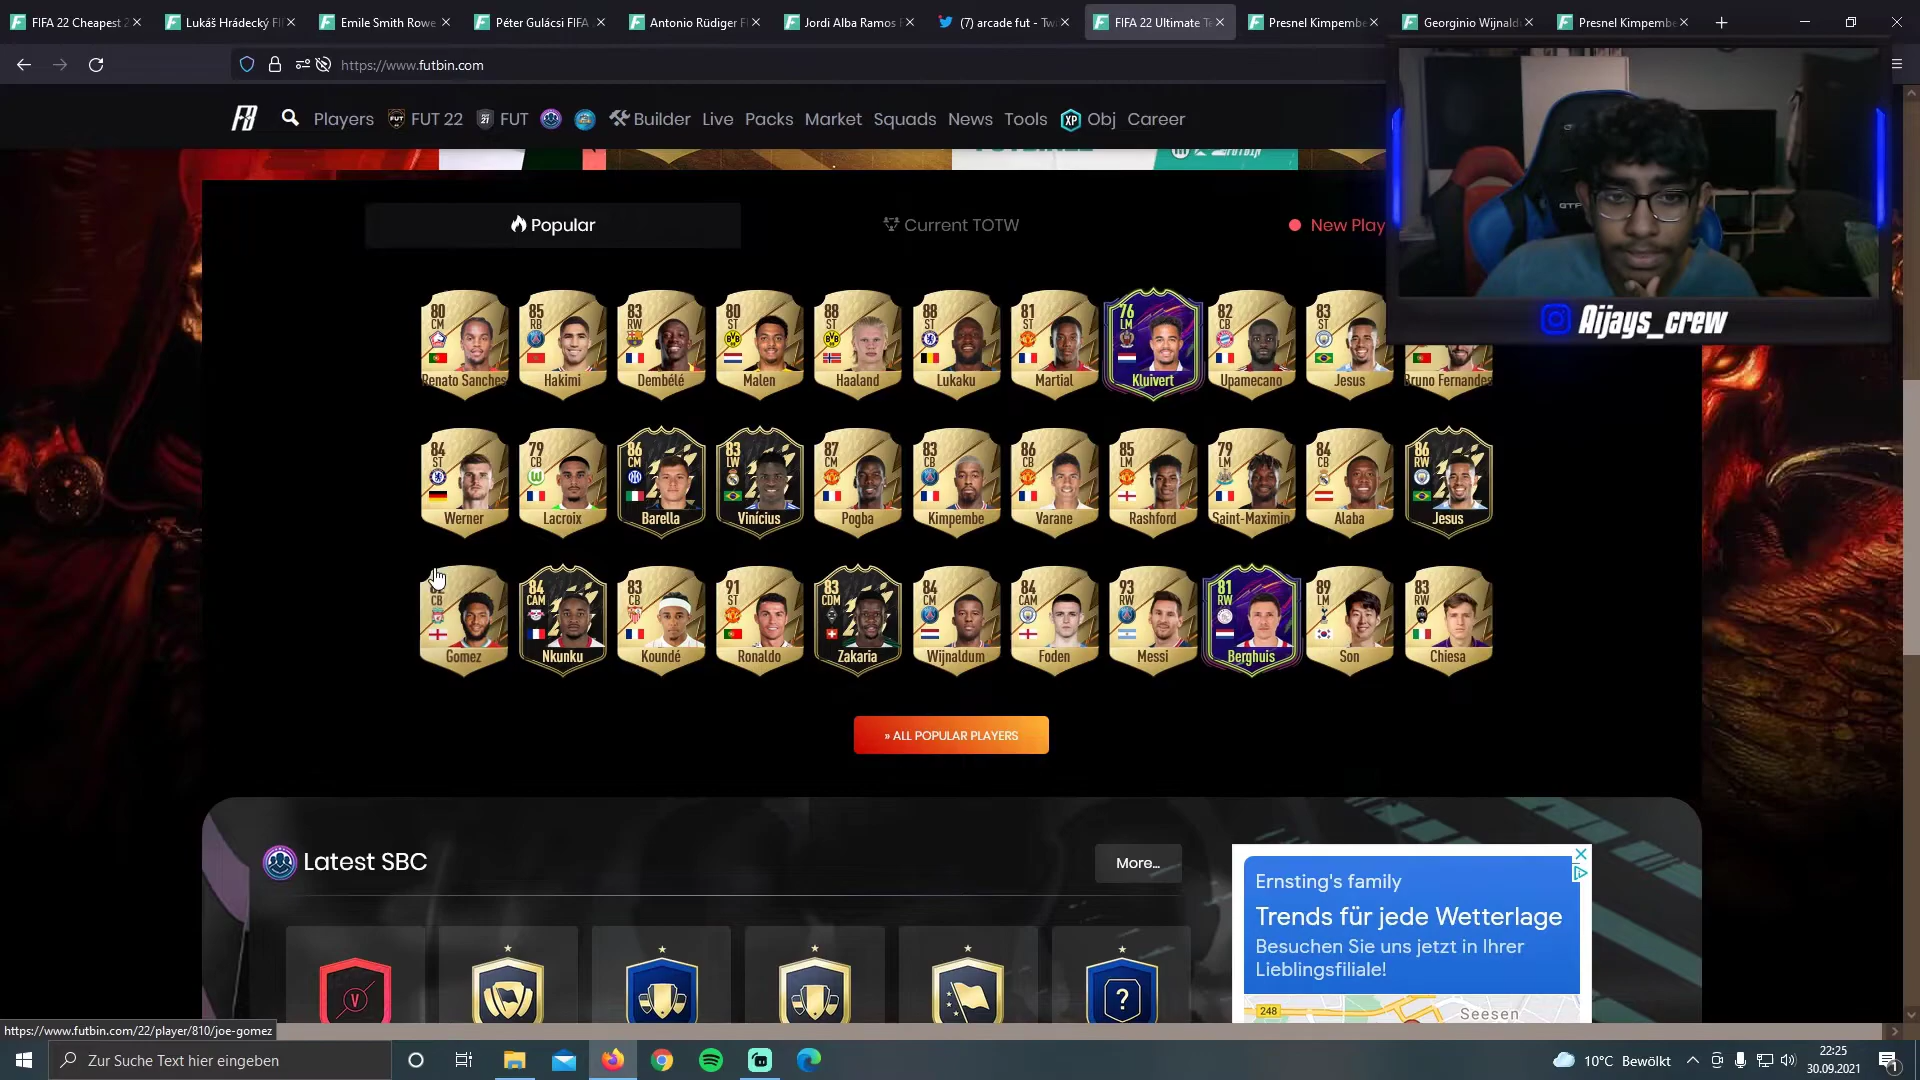 FIFA 22 Cheapest 2
Lukáš Hrádecký FI
Emile Smith Rowe
Péter Gulácsi FIFA
Antonio Rüdiger F
Jordi Alba Ramos F
(7) arcade fut - Tw
FIFA 22 Ultimate Te
Presnel Kimpembe
Georginio Wijnald
Presnel Kimpembe
https://www.futbin.com
Players FUT 22 FUT Builder Live Packs Market Squads News Tools XP Obj Career
Popular
Current TOTW
New Play
Aijays_crew
80 85 83 80 88 88 81 76 82 83
CM RB RW ST ST ST ST LM CB ST
Renato Sanches Hakimi Dembélé Malen Haaland Lukaku Martial Kluivert Upamecano Jesus Bruno Fernandes
84 79 86 83 87 83 86 85 79 84 86
ST CB CM LW CM CB CB LM LM CB RW
Werner Lacroix Barella Vinícius Pogba Kimpembe Varane Rashford Saint-Maximin Alaba Jesus
84 83 91 83 84 84 93 81 89 83
CB CAM CB ST CDM CM CAM RW RW LM RW
Gomez Nkunku Koundé Ronaldo Zakaria Wijnaldum Foden Messi Berghuis Son Chiesa
» ALL POPULAR PLAYERS
Latest SBC
More...
Ernsting's family
Trends für jede Wetterlage
Besuchen Sie uns jetzt in Ihrer
Lieblingsfiliale!
248
Seesen
https://www.futbin.com/22/player/810/joe-gomez
Zur Suche Text hier eingeben
10°C Bewölkt
22:25
30.09.2021